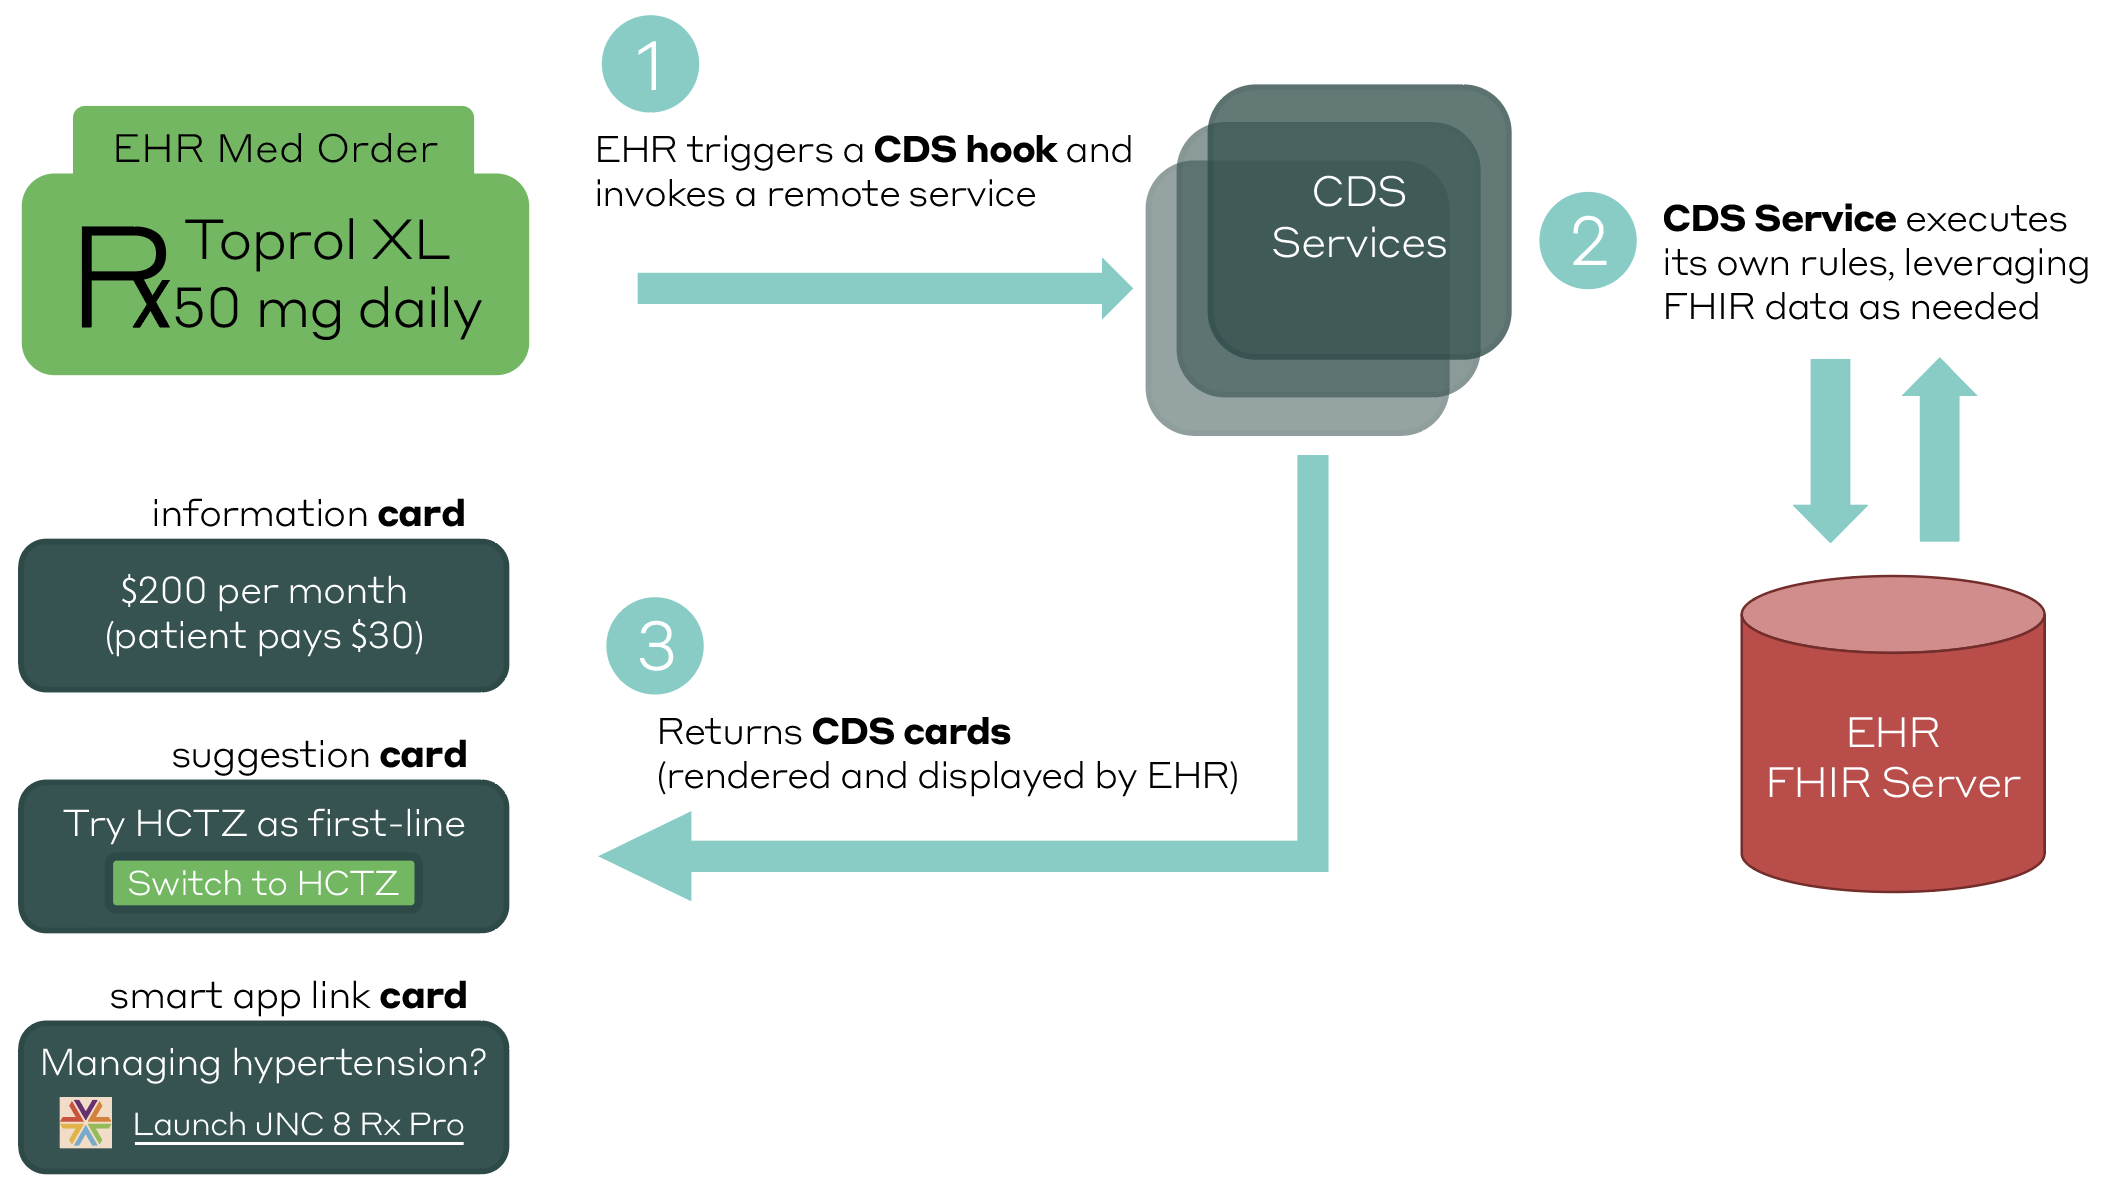 1
EHR triggers a CDS hook and
invokes a remote service
EHR Med Order
Rx
Toprol XL
50 mg daily
CDS
Services
2
CDS Service executes
its own rules, leveraging
FHIR data as needed
EHR
FHIR Server
3
Returns CDS cards
(rendered and displayed by EHR)
information card
$200 per month
(patient pays $30)
suggestion card
Try HCTZ as first-line
Switch to HCTZ
smart app link card
Managing hypertension?
Launch JNC 8 Rx Pro